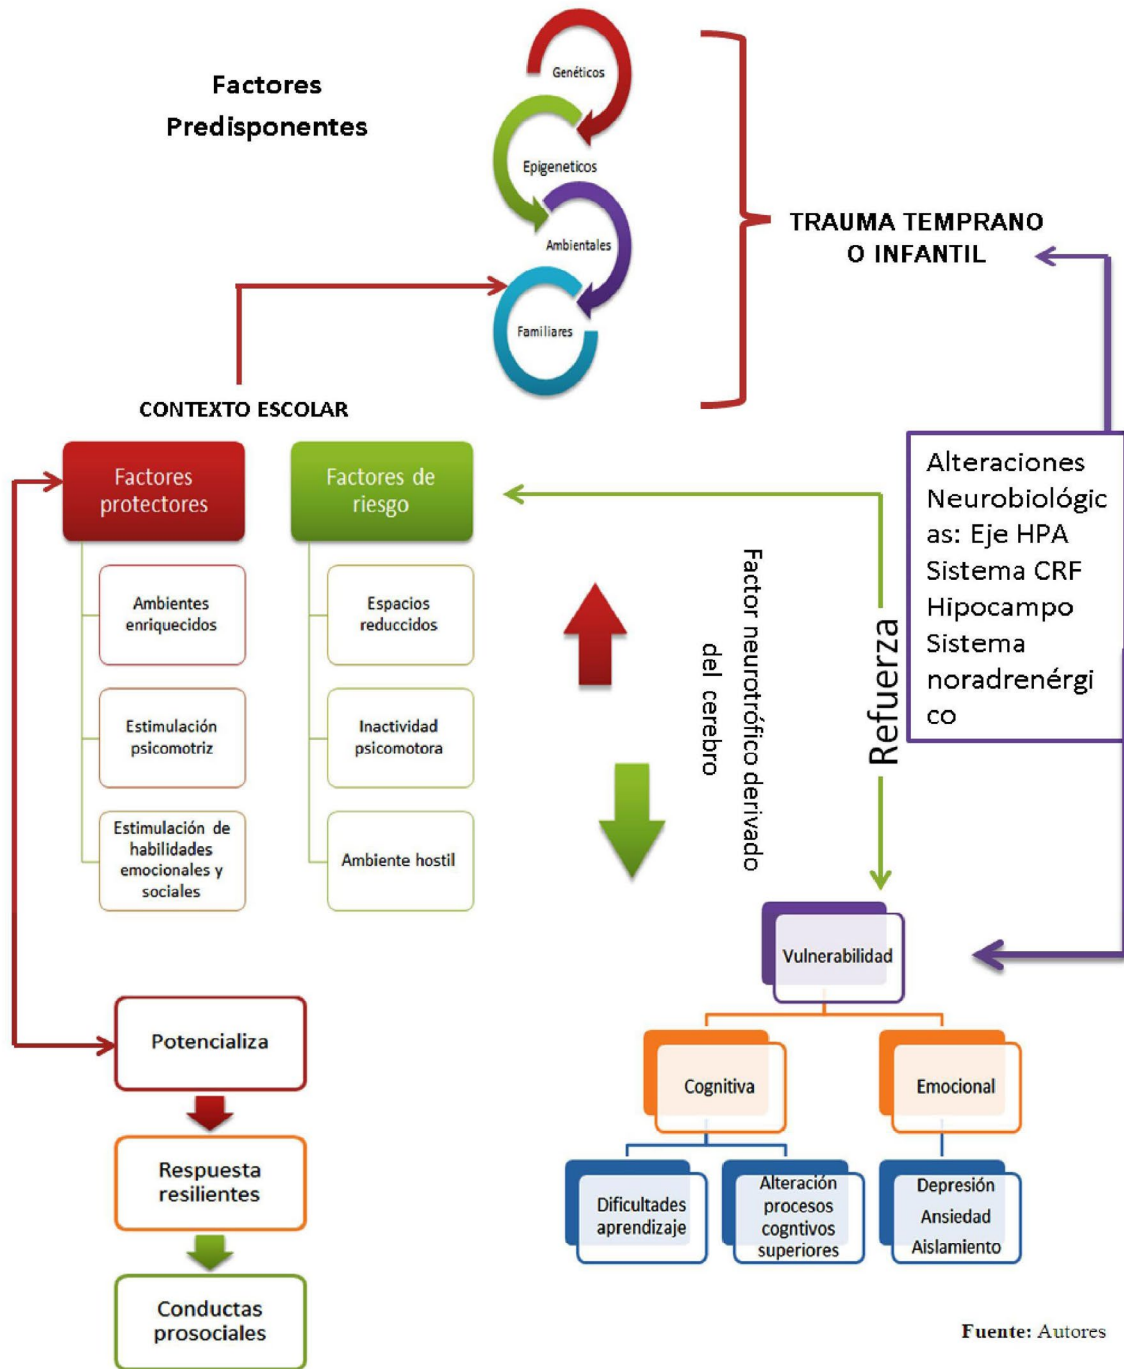 Factores
Predisponentes
Genéticos
Epigeneticos
Ambientales
Familiares
TRAUMA TEMPRANO
O INFANTIL
CONTEXTO ESCOLAR
Factores
protectores
Ambientes
enriquecidos
Estimulación
psicomotriz
Estimulación de
habilidades
emocionales y
sociales
Factores de
riesgo
Espacios
reduccidos
Inactividad
psicomotora
Ambiente hostil
Factor neurotrófico derivado
del cerebro
Refuerza
Alteraciones
Neurobiológic
as: Eje HPA
Sistema CRF
Hipocampo
Sistema
noradrenérgi
co
Potencializa
Respuesta
resilientes
Conductas
prosociales
Vulnerabilidad
Cognitiva
Emocional
Dificultades
aprendizaje
Alteración
procesos
cogntivos
superiores
Depresión
Ansiedad
Aislamiento
Fuente: Autores